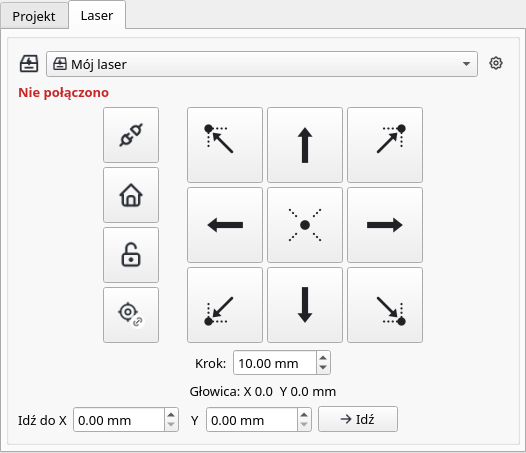 Projekt Laser
Mój laser
Nie połączono
Krok: 10.00 mm
Głowica: X 0.0 Y 0.0 mm
Idź do X 0.00 mm Y 0.00 mm → Idź